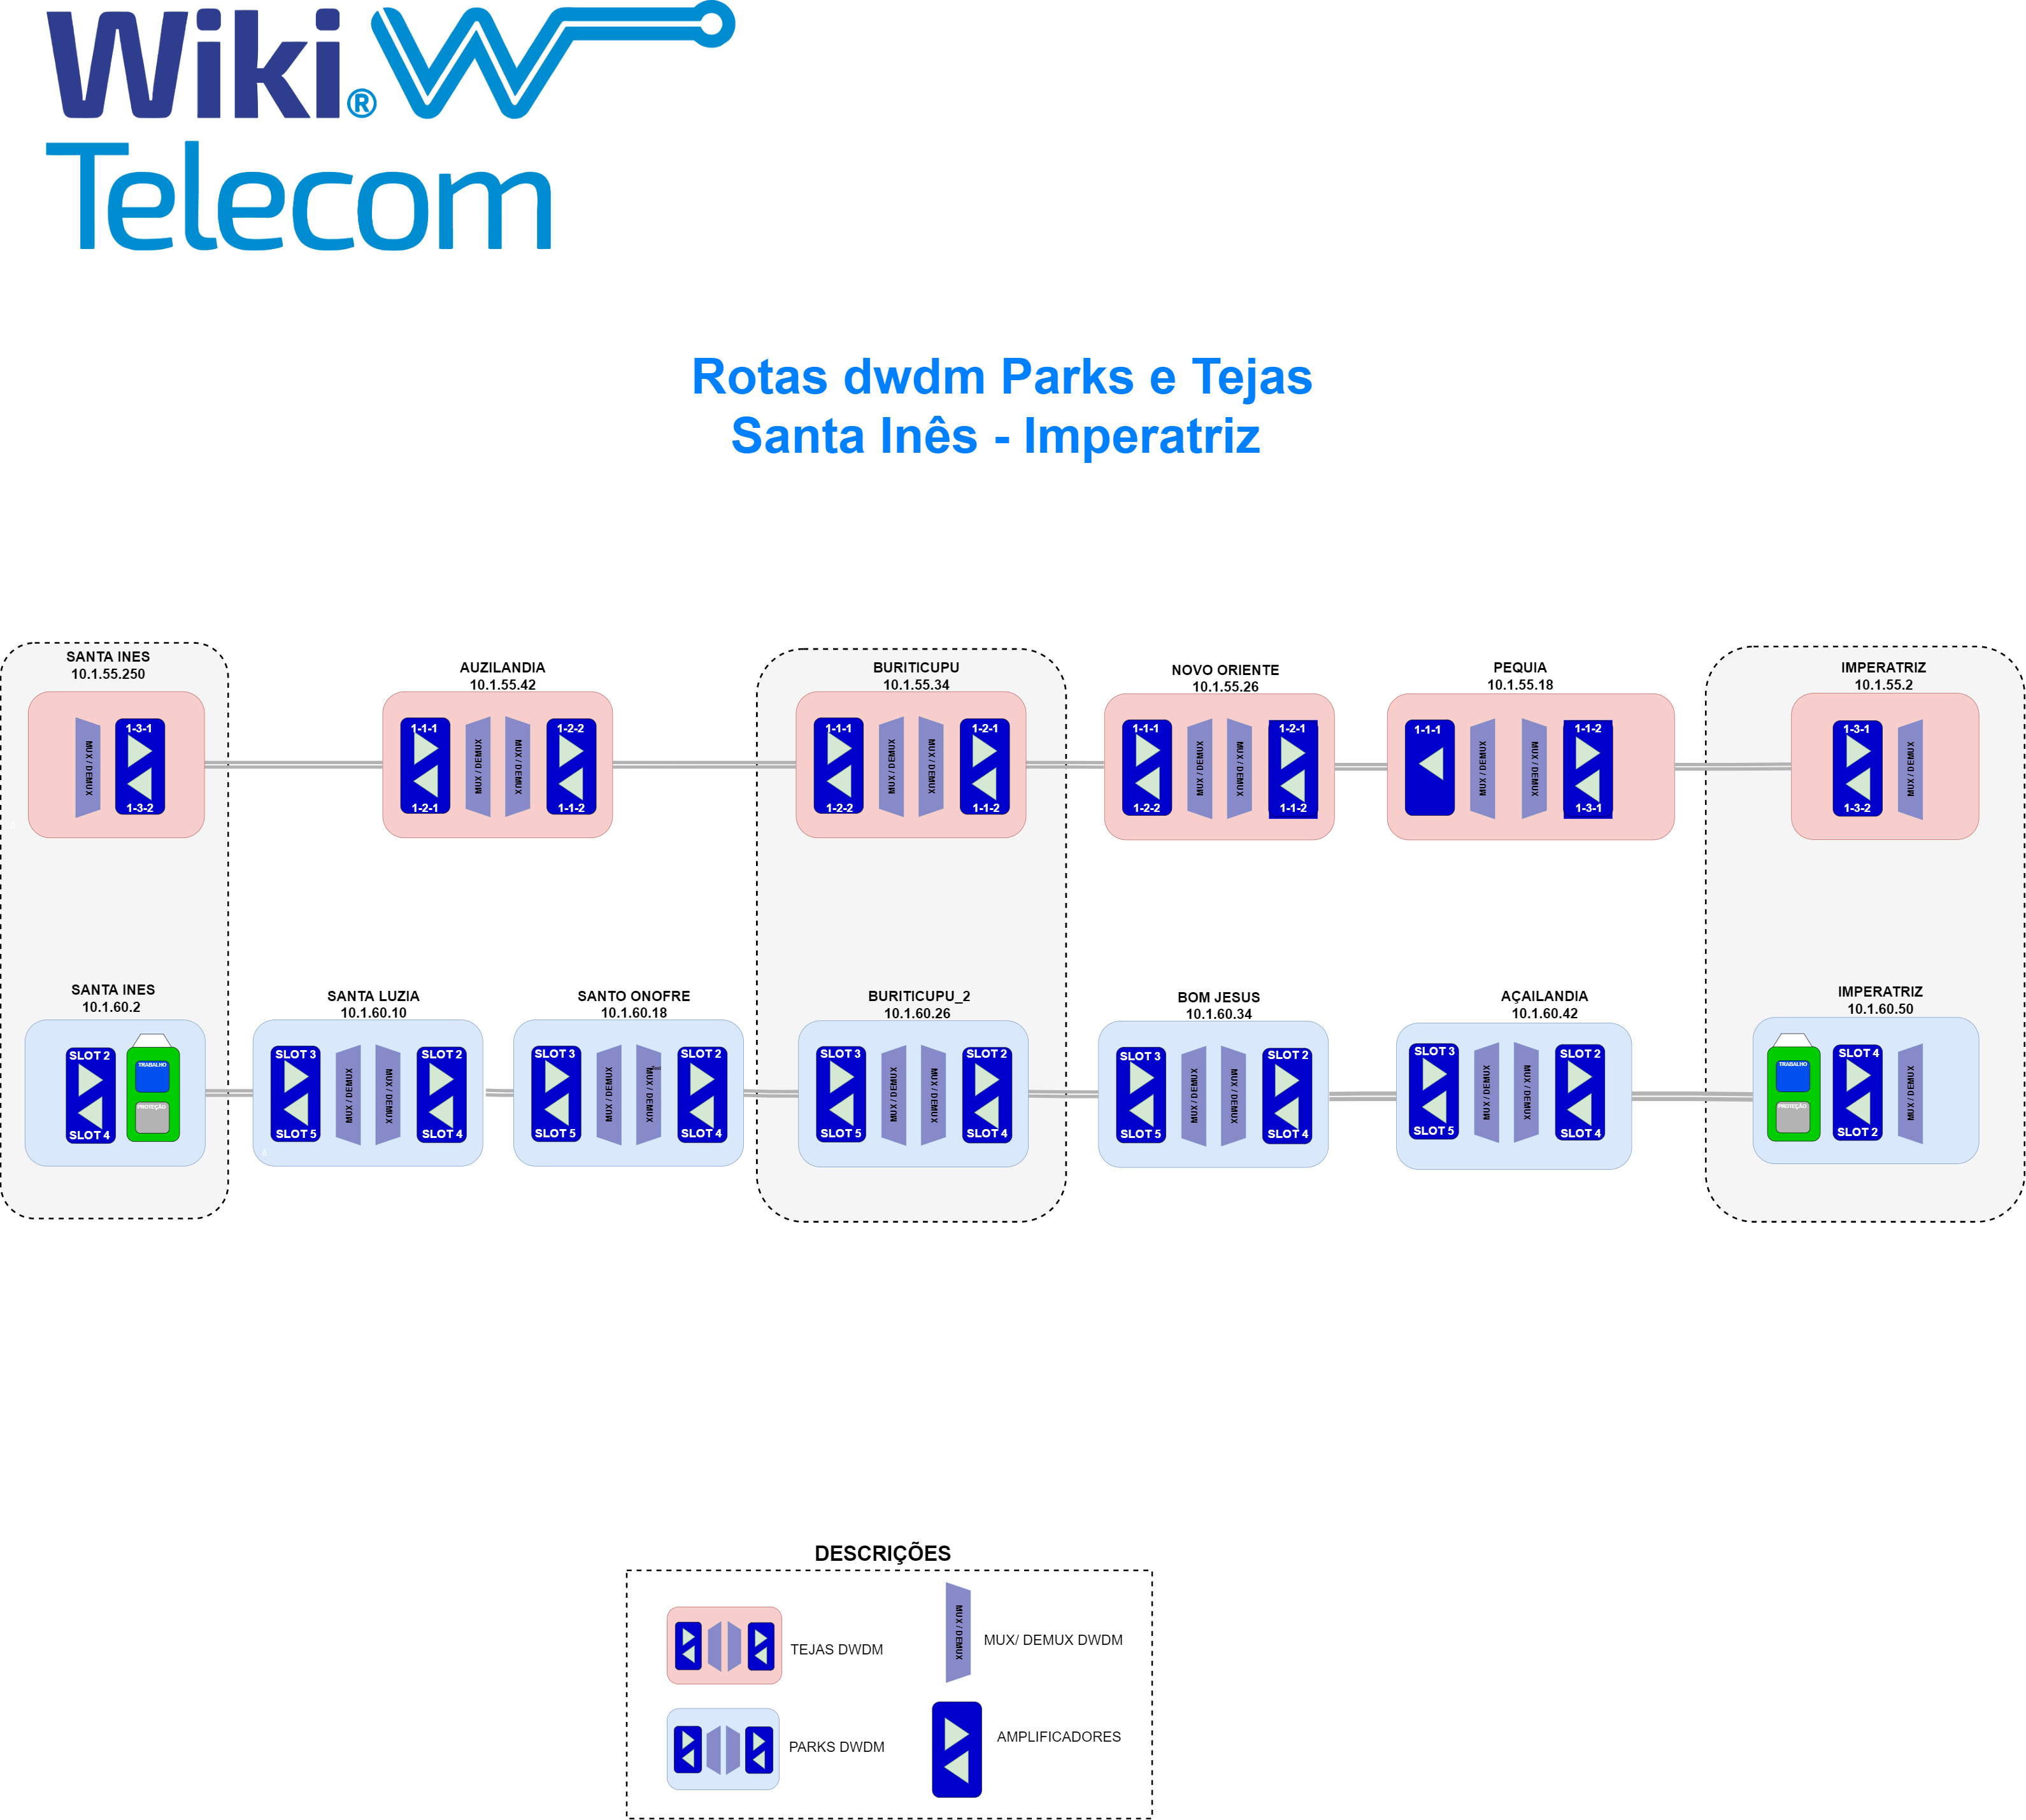 Wiki®
Telecom
Rotas dwdm Parks e Tejas
Santa Inês - Imperatriz
SANTA INES
10.1.55.250
MUX / DEMUX
1-3-1
1-3-2
AUZILANDIA
10.1.55.42
1-1-1
1-2-1
MUX / DEMUX
MUX / DEMUX
1-2-2
1-1-2
BURITICUPU
10.1.55.34
1-1-1
1-2-2
MUX / DEMUX
MUX / DEMUX
1-2-1
1-1-2
NOVO ORIENTE
10.1.55.26
1-1-1
1-2-2
MUX / DEMUX
MUX / DEMUX
1-2-1
1-1-2
PEQUIA
10.1.55.18
1-1-1
MUX / DEMUX
MUX / DEMUX
1-1-2
1-3-1
IMPERATRIZ
10.1.55.2
1-3-1
1-3-2
MUX / DEMUX
SANTA INES
10.1.60.2
SLOT 2
SLOT 4
TRABALHO
PROTEÇÃO
SANTA LUZIA
10.1.60.10
SLOT 3
SLOT 5
MUX / DEMUX
MUX / DEMUX
SLOT 2
SLOT 4
SANTO ONOFRE
10.1.60.18
SLOT 3
SLOT 5
MUX / DEMUX
MUX / DEMUX
SLOT 2
SLOT 4
BURITICUPU_2
10.1.60.26
SLOT 3
SLOT 5
MUX / DEMUX
MUX / DEMUX
SLOT 2
SLOT 4
BOM JESUS
10.1.60.34
SLOT 3
SLOT 5
MUX / DEMUX
MUX / DEMUX
SLOT 2
SLOT 4
AÇAILANDIA
10.1.60.42
SLOT 3
SLOT 5
MUX / DEMUX
MUX / DEMUX
SLOT 2
SLOT 4
IMPERATRIZ
10.1.60.50
TRABALHO
PROTEÇÃO
SLOT 4
SLOT 2
MUX / DEMUX
DESCRIÇÕES
TEJAS DWDM
MUX / DEMUX
MUX/ DEMUX DWDM
PARKS DWDM
AMPLIFICADORES